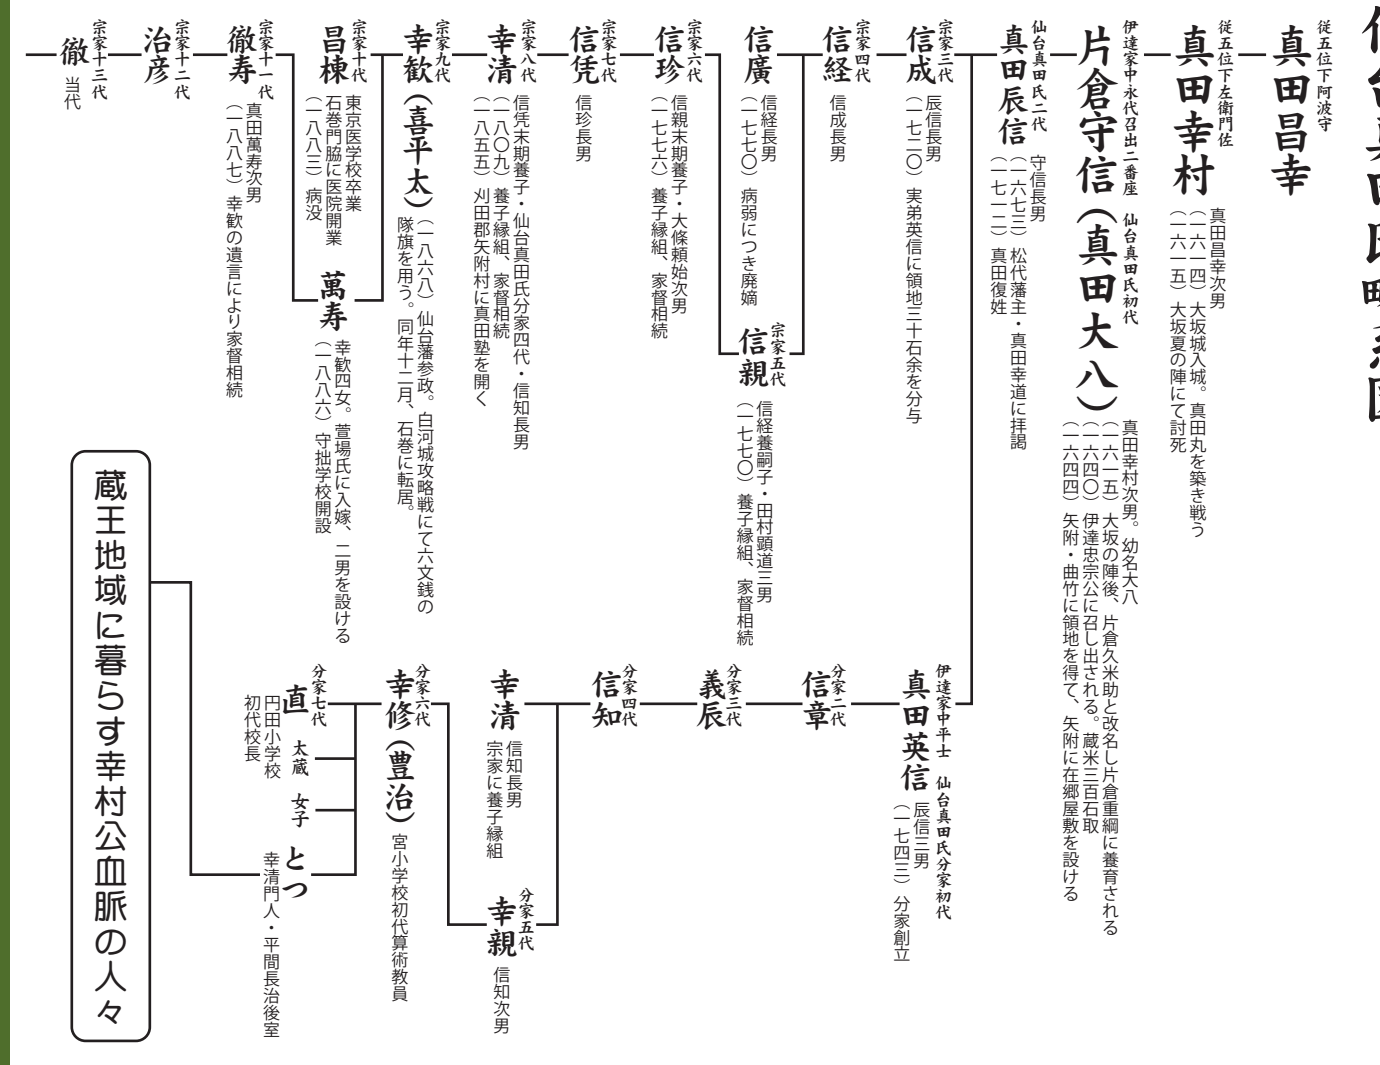 仙台真田氏略系図
従五位下阿波守
真田昌幸
従五位下左衛門佐
真田幸村
真田昌幸次男
(一六一四)大坂城入城。真田丸を築き戦う
(一六一五)大坂夏の陣にて討死
伊達家中永代召出二番座 仙台真田氏初代
片倉守信(真田大八)
真田幸村次男。幼名大八
(一六一五)大坂の陣後、片倉久米助と改名し片倉重綱に養育される
(一六四〇)伊達忠宗公に召し出される。蔵米三百石取
(一六四四)矢附・曲竹に領地を得て、矢附に在郷屋敷を設ける
仙台真田氏二代
真田辰信
守信長男
(一六七三)松代藩主・真田幸道に拝謁
(一七一二)真田復姓
宗家三代
信成
辰信長男
(一七二〇)実弟英信に領地三十石余を分与
宗家四代
信経
信成長男
信廣
信経長男
(一七七〇)病弱につき廃嫡
宗家五代
信親
信経養嗣子・田村顕道三男
(一七七〇)養子縁組、家督相続
宗家六代
信珍
信親末期養子・大條頼始次男
(一七七六)養子縁組、家督相続
宗家七代
信凭
信珍長男
宗家八代
幸清
信凭末期養子・仙台真田氏分家四代・信知長男
(一八〇九)養子縁組、家督相続
(一八五五)刈田郡矢附村に真田塾を開く
宗家九代
幸歓(喜平太)
(一八六八)仙台藩参政。白河城攻略戦にて六文銭の
隊旗を用う。同年十二月、石巻に転居。
宗家十代
昌棟
東京医学校卒業
石巻門脇に医院開業
(一八八三)病没
萬寿
幸歓四女。萱場氏に入嫁、二男を設ける
(一八八六)守拙学校開設
宗家十一代
徹寿
真田萬寿次男
(一八八七)幸歓の遺言により家督相続
宗家十二代
治彦
宗家十三代
徹
当代
伊達家中平士 仙台真田氏分家初代
真田英信
辰信三男
(一七四三)分家創立
分家二代
信章
分家三代
義辰
分家四代
信知
幸清
信知長男
宗家に養子縁組
分家五代
幸親
信知次男
分家六代
幸修(豊治)
宮小学校初代算術教員
分家七代
直
円田小学校
初代校長
太蔵
女子
とつ
幸清門人・平間長治後室
蔵王地域に暮らす幸村公血脈の人々